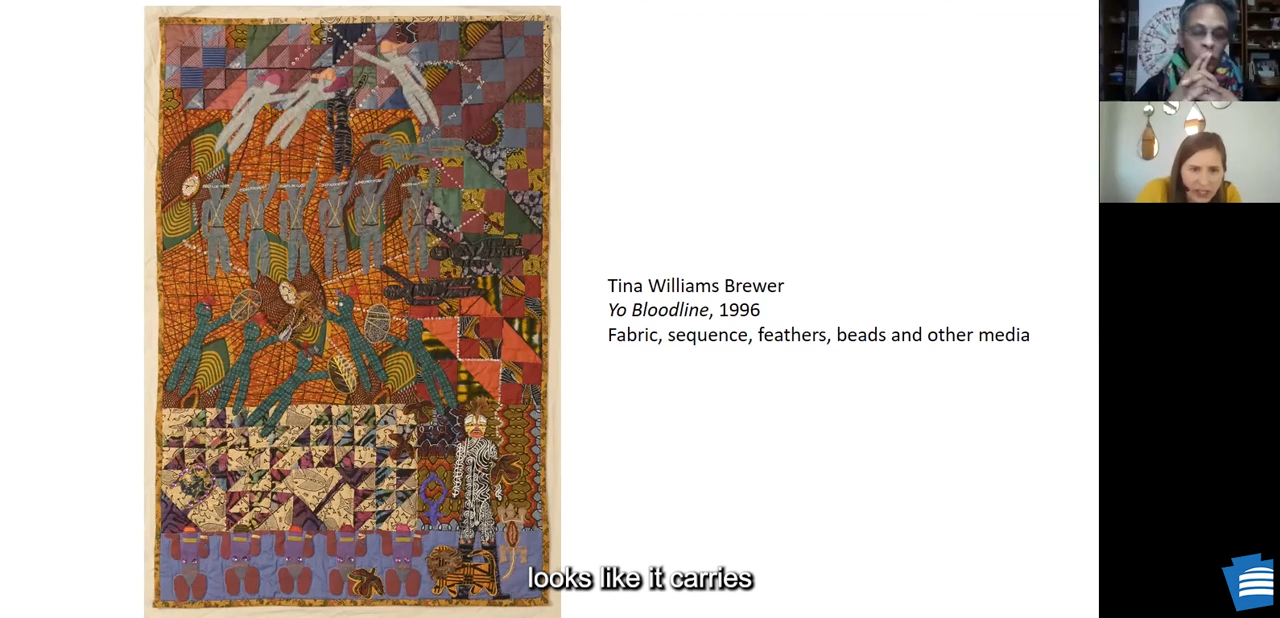 Tina Williams Brewer
Yo Bloodline, 1996
Fabric, sequence, feathers, beads and other media
looks like it carries